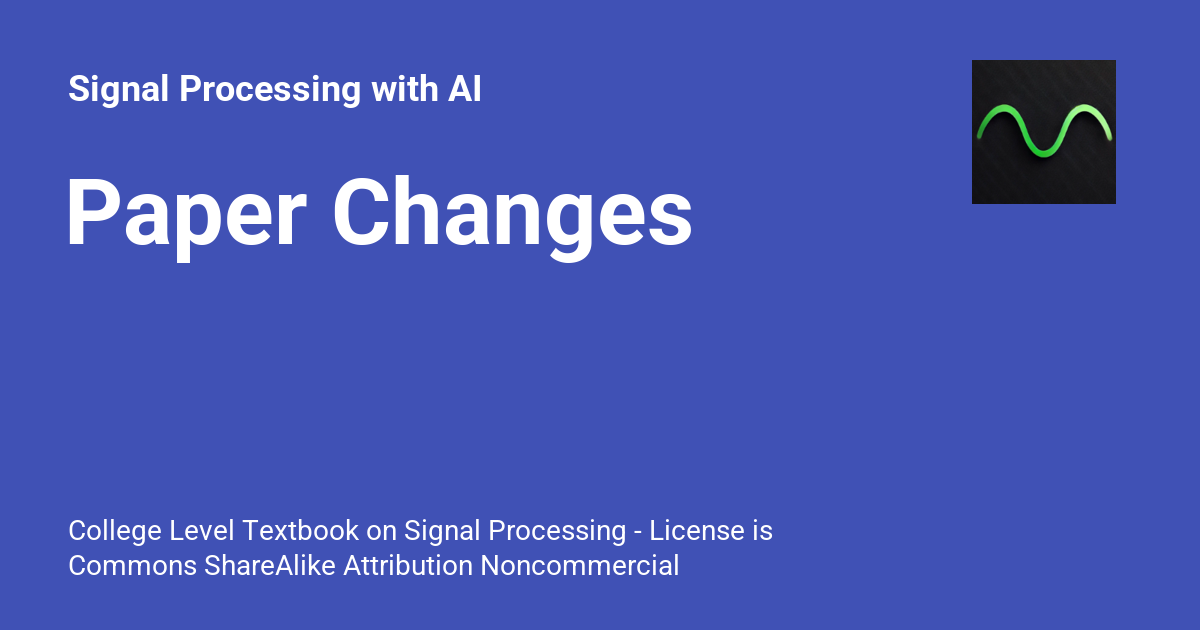 Signal Processing with AI
Paper Changes
College Level Textbook on Signal Processing - License is
Commons ShareAlike Attribution Noncommercial